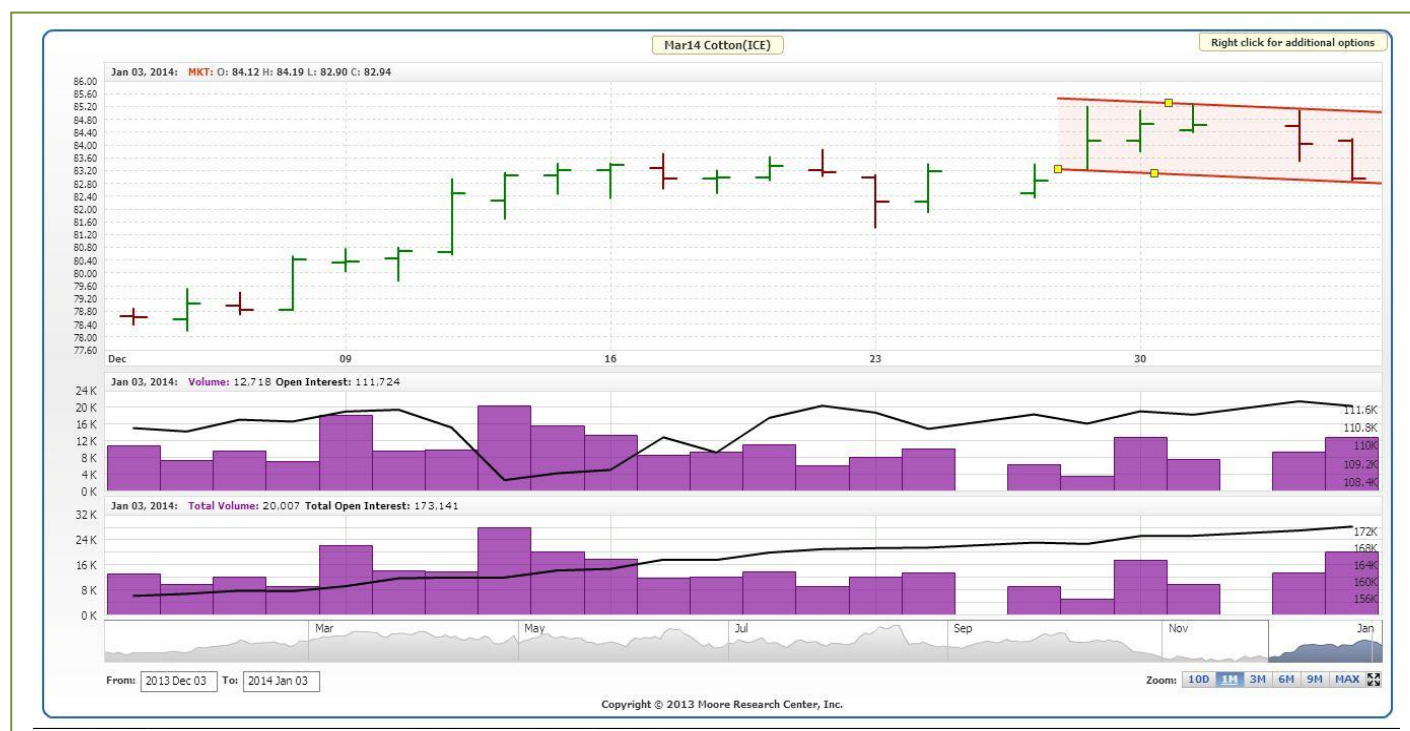 Mar14 Cotton(ICE)
Right click for additional options
Jan 03, 2014: MKT: O: 84.12 H: 84.19 L: 82.90 C: 82.94
86.00
85.60
85.20
84.80
84.40
84.00
83.60
83.20
82.80
82.40
82.00
81.60
81.20
80.80
80.40
80.00
79.60
79.20
78.80
78.40
78.00
77.60
Dec 09 16 23 30
Jan 03, 2014: Volume: 12,718 Open Interest: 111,724
24 K
20 K
16 K
12 K
8 K
4 K
0 K
111.6K
110.8K
110K
109.2K
108.4K
Jan 03, 2014: Total Volume: 20,007 Total Open Interest: 173,141
32 K
24 K
16 K
8 K
0 K
172K
168K
164K
160K
156K
Mar May Jul Sep Nov Jan
From: 2013 Dec 03 To: 2014 Jan 03
Zoom: 10D 1M 3M 6M 9M MAX
Copyright © 2013 Moore Research Center, Inc.